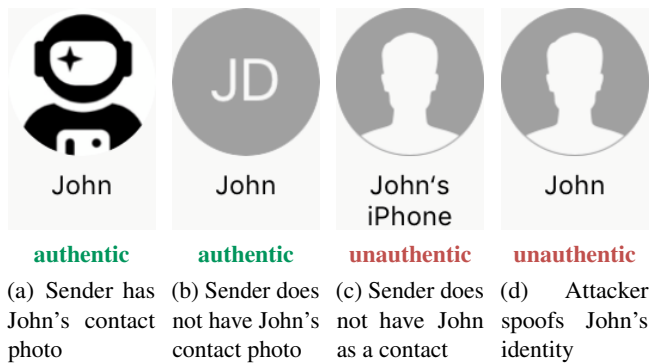 JD
John
John
John‘s
iPhone
John
authentic
authentic
unauthentic
unauthentic
(a) Sender has
John's contact
photo
(b) Sender does
not have John's
contact photo
(c) Sender does
not have John
as a contact
(d) Attacker
spoofs John's
identity